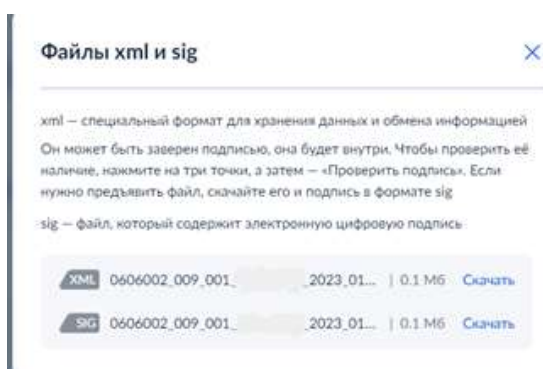 Файлы xml и sig
xml — специальный формат для хранения данных и обмена информацией
Он может быть заверен подписью, она будет внутри. Чтобы проверить её
наличие, нажмите на три точки, а затем — «Проверить подпись». Если
нужно предъявить файл, скачайте его и подпись в формате sig
sig — файл, который содержит электронную цифровую подпись
XML 0606002_009_001_ _2023_01... | 0.1 Мб Скачать
SIG 0606002_009_001_ _2023_01... | 0.1 Мб Скачать